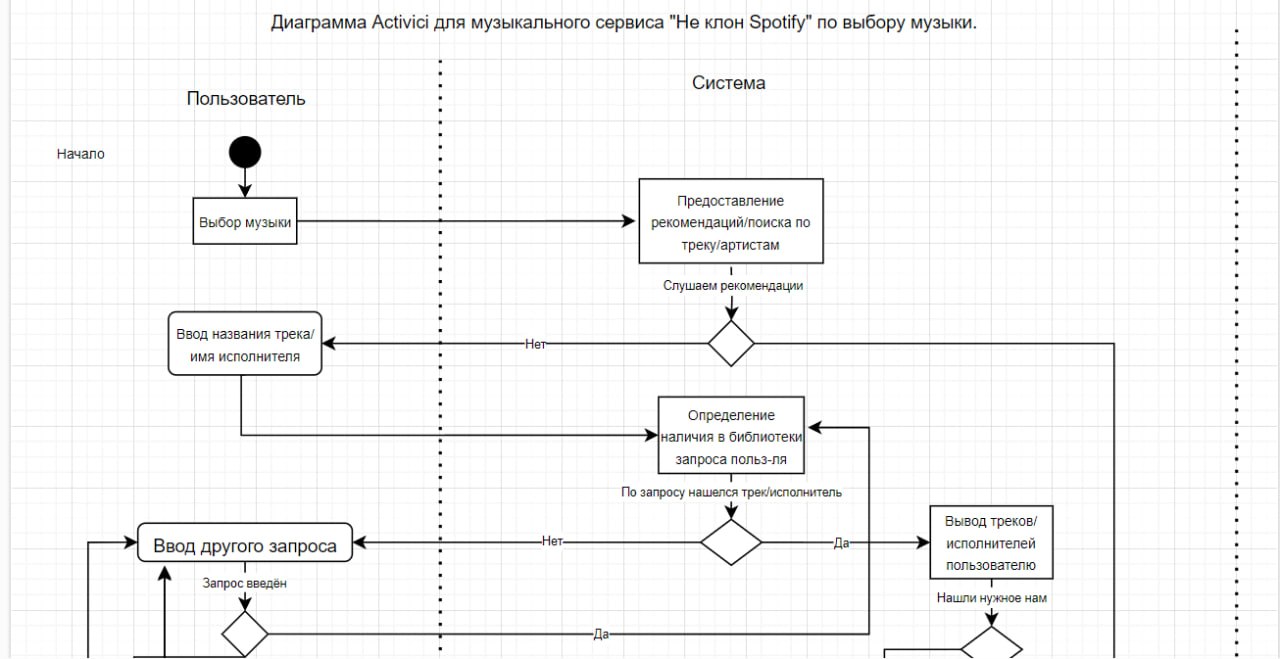 Диаграмма Activici для музыкального сервиса "Не клон Spotify" по выбору музыки.
Пользователь
Система
Начало
Выбор музыки
Предоставление
рекомендаций/поиска по
треку/артистам
Слушаем рекомендации
Ввод названия трека/
имя исполнителя
Нет
Определение
наличия в библиотеки
запроса польз-ля
По запросу нашелся трек/исполнитель
Ввод другого запроса
Нет
Да
Вывод треков/
исполнителей
пользователю
Запрос введён
Нашли нужное нам
Да